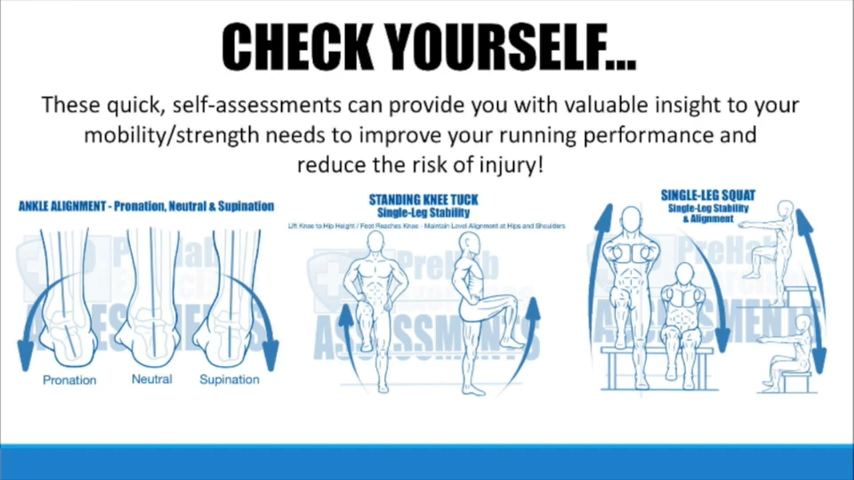 CHECK YOURSELF...
These quick, self-assessments can provide you with valuable insight to your
mobility/strength needs to improve your running performance and
reduce the risk of injury!
ANKLE ALIGNMENT - Pronation, Neutral & Supination
Pronation
Neutral
Supination
STANDING KNEE TUCK
Single-Leg Stability
Lift Knee to Hip Height / Foot Reaches Knee - Maintain Level Alignment at Hips and Shoulders
PreHab
ASSESSMENTS
SINGLE-LEG SQUAT
Single-Leg Stability
& Alignment
PreHab